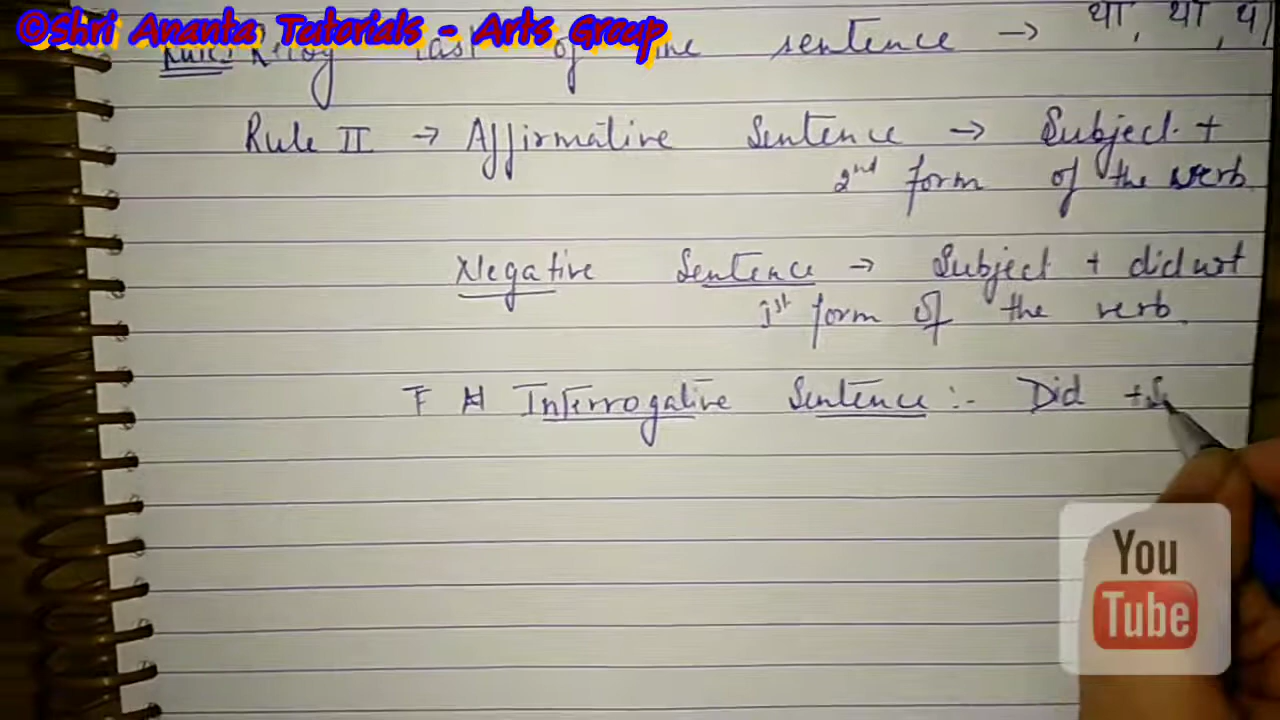 ©Shri Ananta Tutorials - Arts Group
of sentence → था, थी,
Rule II → Affirmative Sentence → Subject +
2nd form of the verb
Negative Sentence → Subject + did not
1st form of the verb.
Interrogative Sentence :- Did + S
You
Tube